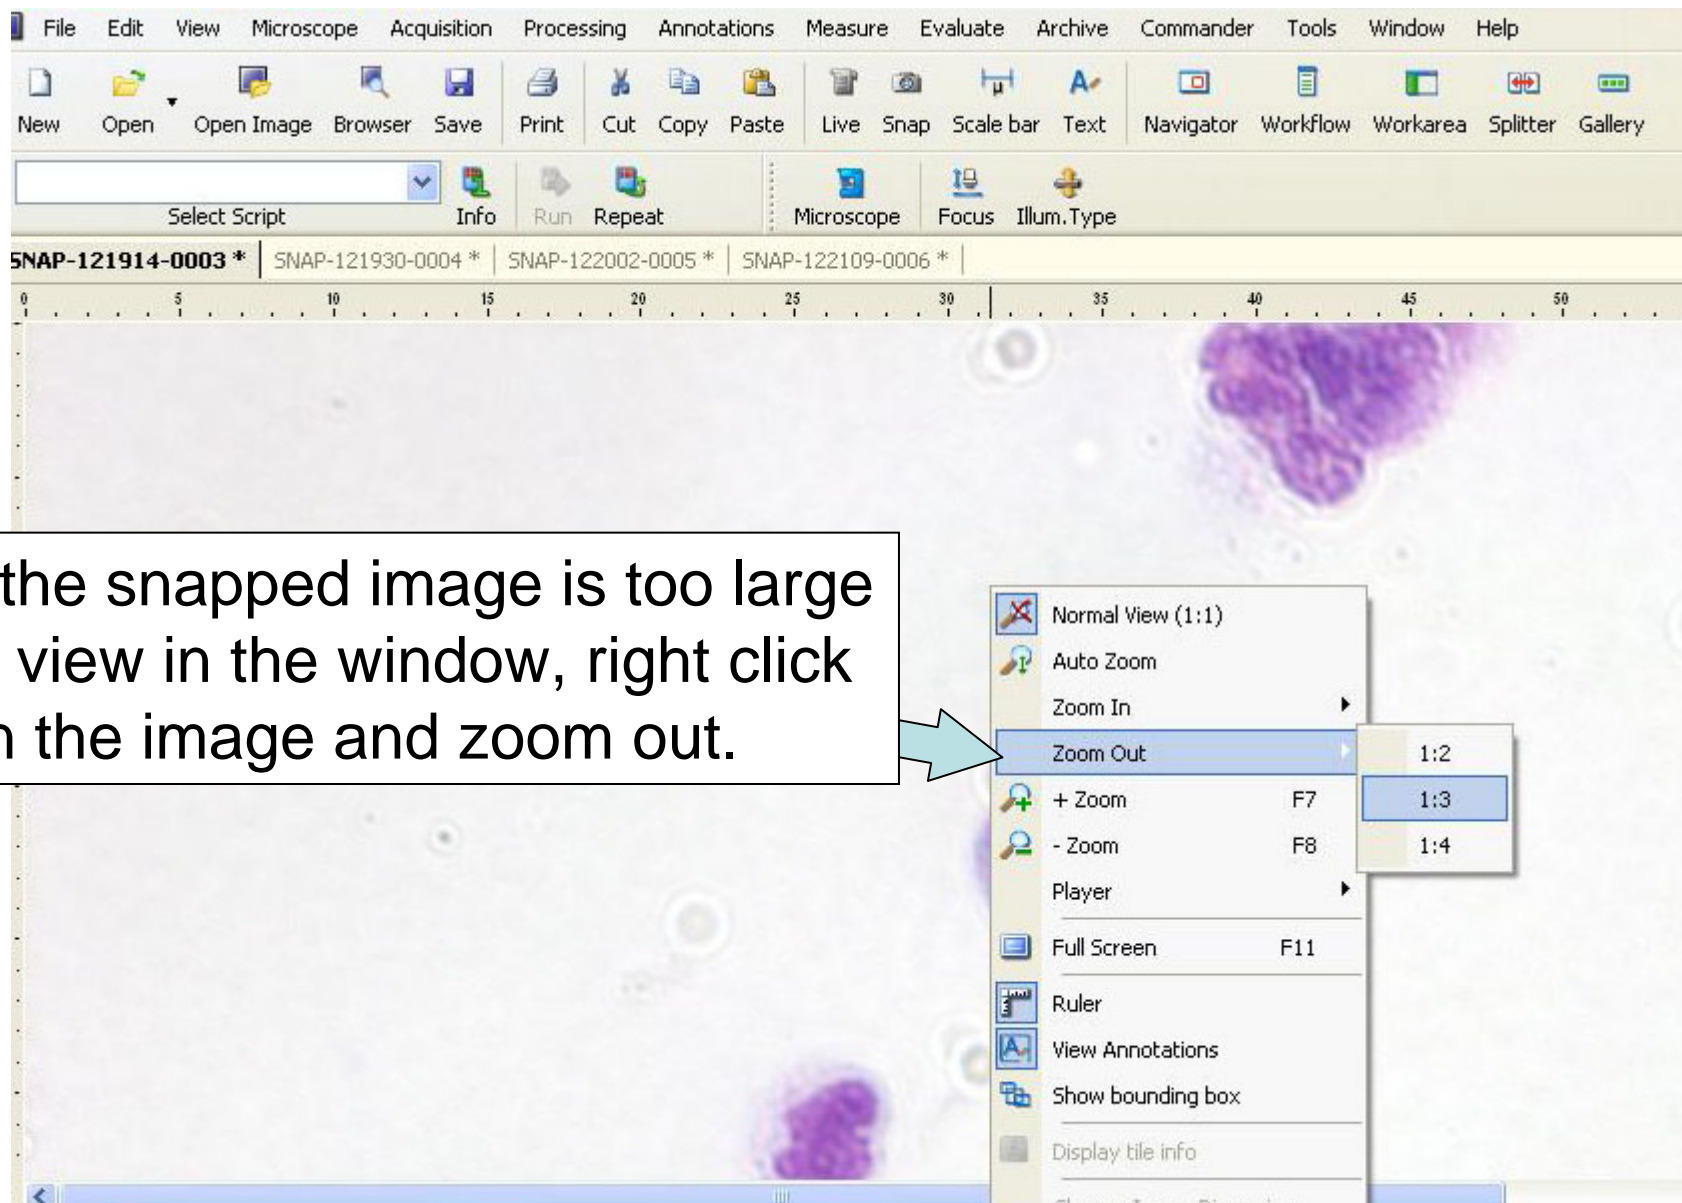 File Edit View Microscope Acquisition Processing Annotations Measure Evaluate Archive Commander Tools Window Help
New Open Open Image Browser Save Print Cut Copy Paste Live Snap Scale bar Text Navigator Workflow Workarea Splitter Gallery
Select Script Info Run Repeat Microscope Focus Illum.Type
SNAP-121914-0003 * SNAP-121930-0004 * SNAP-122002-0005 * SNAP-122109-0006 *
0 5 10 15 20 25 30 35 40 45 50
the snapped image is too large
view in the window, right click
the image and zoom out.
Normal View (1:1)
Auto Zoom
Zoom In
Zoom Out
1:2
+ Zoom F7
1:3
- Zoom F8
1:4
Player
Full Screen F11
Ruler
View Annotations
Show bounding box
Display tile info